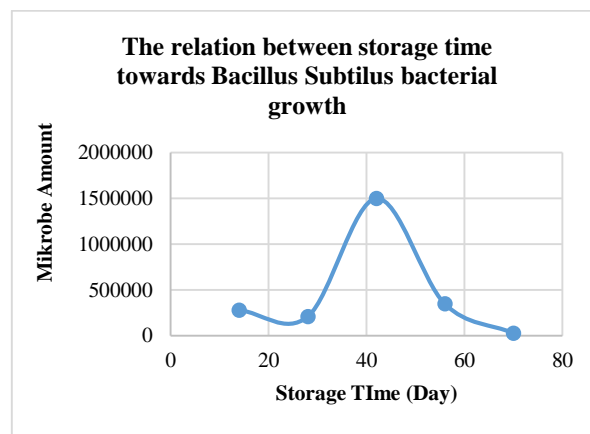 The relation between storage time
towards Bacillus Subtilus bacterial
growth
Mikrobe Amount
2000000
1500000
1000000
500000
0
0 20 40 60 80
Storage TIme (Day)